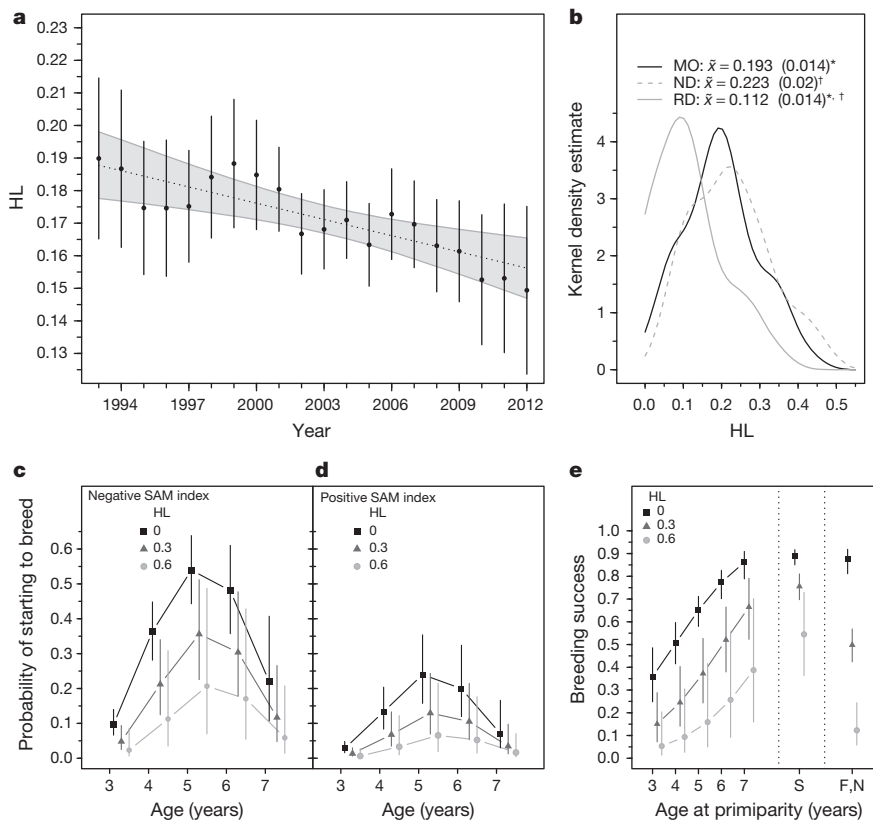 a
0.23
0.22
0.21
0.20
0.19
0.18
0.17
0.16
0.15
0.14
0.13
HL
1994 1997 2000 2003 2006 2009 2012
Year
b
MO: x̃ = 0.193 (0.014)*
ND: x̃ = 0.223 (0.02)†
RD: x̃ = 0.112 (0.014)*, †
4
3
2
1
0
Kernel density estimate
0.0 0.1 0.2 0.3 0.4 0.5
HL
c
Negative SAM index
HL
0
0.3
0.6
0.6
0.5
0.4
0.3
0.2
0.1
0.0
Probability of starting to breed
3 4 5 6 7
Age (years)
d
Positive SAM index
HL
0
0.3
0.6
3 4 5 6 7
Age (years)
e
HL
0
0.3
0.6
1.0
0.9
0.8
0.7
0.6
0.5
0.4
0.3
0.2
0.1
0.0
Breeding success
3 4 5 6 7 S F,N
Age at primiparity (years)